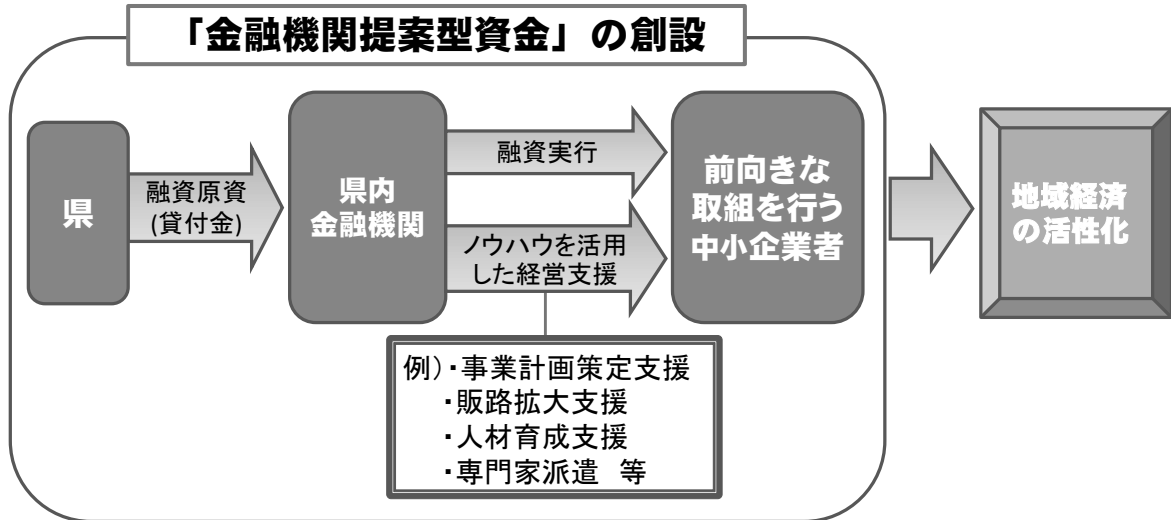 「金融機関提案型資金」の創設
県
融資原資
(貸付金)
県内
金融機関
融資実行
ノウハウを活用
した経営支援
前向きな
取組を行う
中小企業者
地域経済
の活性化
例)・事業計画策定支援
・販路拡大支援
・人材育成支援
・専門家派遣 等